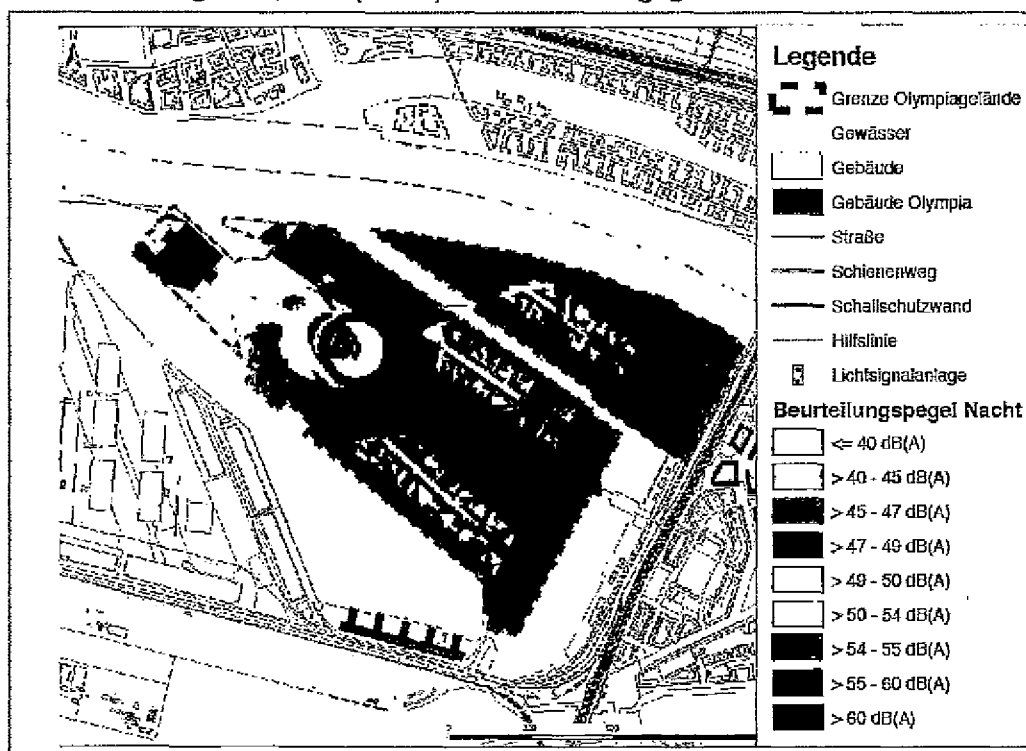 Legende
Grenze Olympiagelände
Gewässer
Gebäude
Gebäude Olympia
Straße
Schienenweg
Schallschutzwand
Hilfslinie
Lichtsignalanlage
Beurteilungspegel Nacht
<= 40 dB(A)
> 40 - 45 dB(A)
> 45 - 47 dB(A)
> 47 - 49 dB(A)
> 49 - 50 dB(A)
> 50 - 54 dB(A)
> 54 - 55 dB(A)
> 55 - 60 dB(A)
> 60 dB(A)